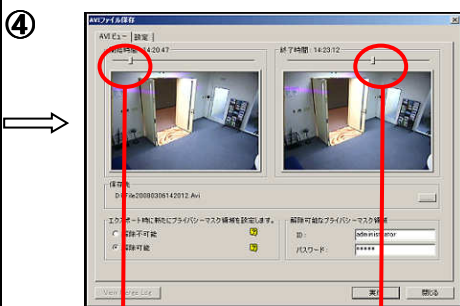 ④
AVIファイル保存
AVIビュー 設定
開始時間：14:20:47
終了時間：14:23:12
保存先
D:\File20080306142012.Avi
エクスポート時に新たにプライバシーマスク領域を設定します。
解除不可能
解除可能
解除可能なプライバシーマスク領域
ID:
administrator
パスワード:
*****
View Merge Log
実行
閉じる